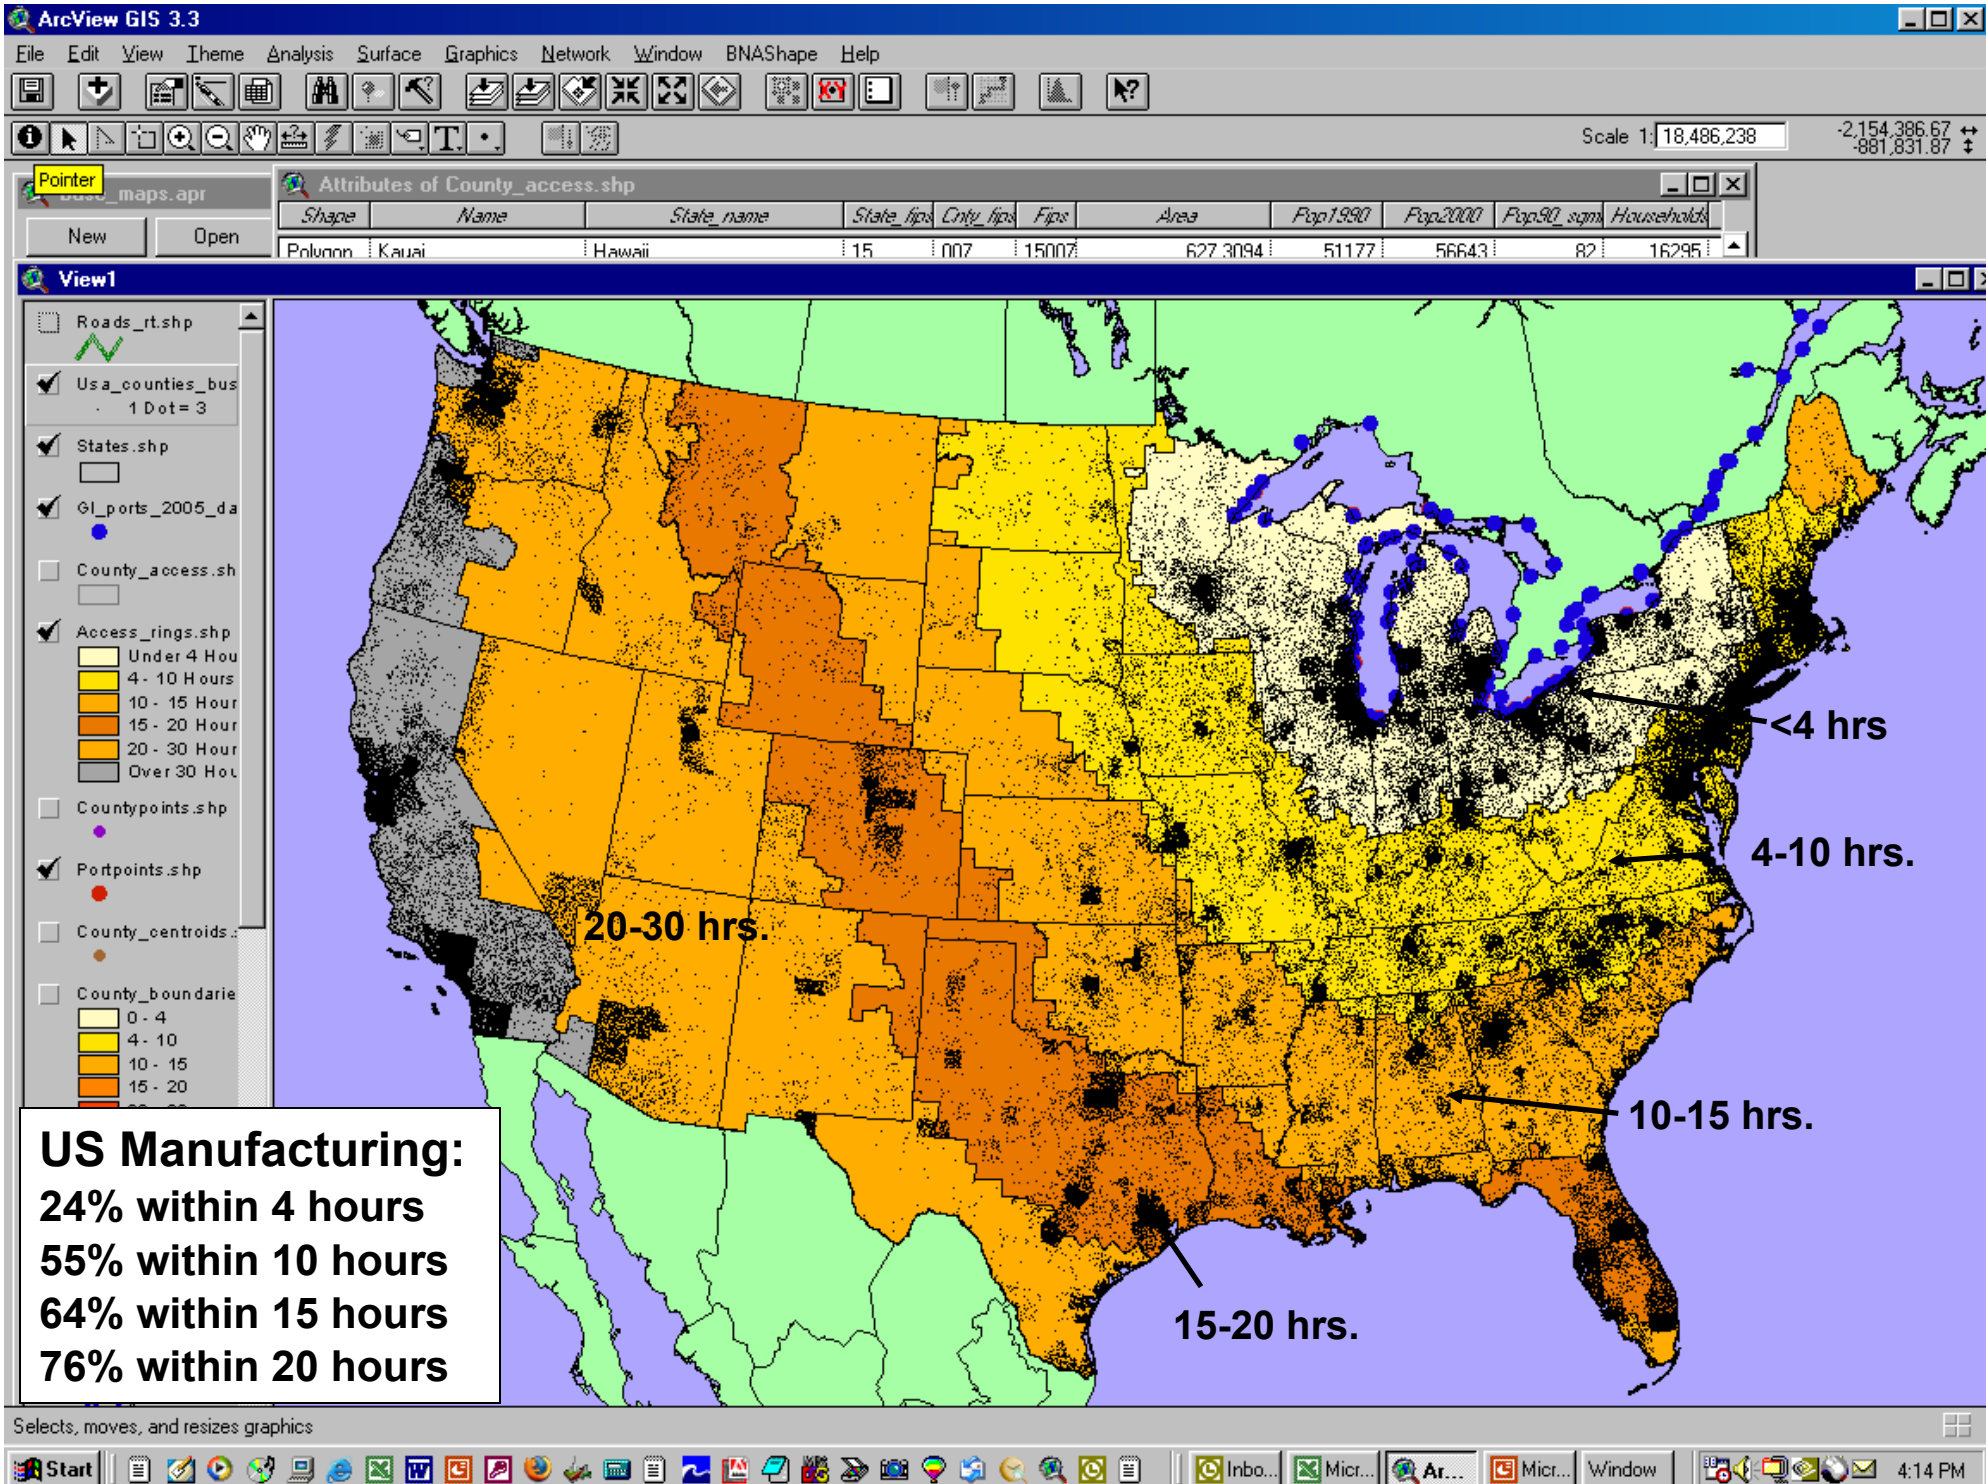 ArcView GIS 3.3
File Edit View Theme Analysis Surface Graphics Network Window BNAShape Help
Scale 1: 18,486,238
-2,154,386.67
-881,831.87
Pointer
_maps.apr
New Open
Attributes of County_access.shp
Shape Name State_name State_fips Cnty_fips Fips Area Pop1990 Pop2000 Pop90_sqmi Households
Polygon Kauai Hawaii 15 007 15007 627.3094 51177 56643 82 16295
View1
Roads_rt.shp
Usa_counties_bus
1 Dot = 3
States.shp
Gl_ports_2005_da
County_access.sh
Access_rings.shp
Under 4 Hou
4 - 10 Hours
10 - 15 Hour
15 - 20 Hour
20 - 30 Hour
Over 30 Hou
Countypoints.shp
Portpoints.shp
County_centroids.
County_boundarie
0 - 4
4 - 10
10 - 15
15 - 20
<4 hrs
4-10 hrs.
20-30 hrs.
10-15 hrs.
15-20 hrs.
US Manufacturing:
24% within 4 hours
55% within 10 hours
64% within 15 hours
76% within 20 hours
Selects, moves, and resizes graphics
Start Inbo... Micr... Ar... Micr... Window 4:14 PM